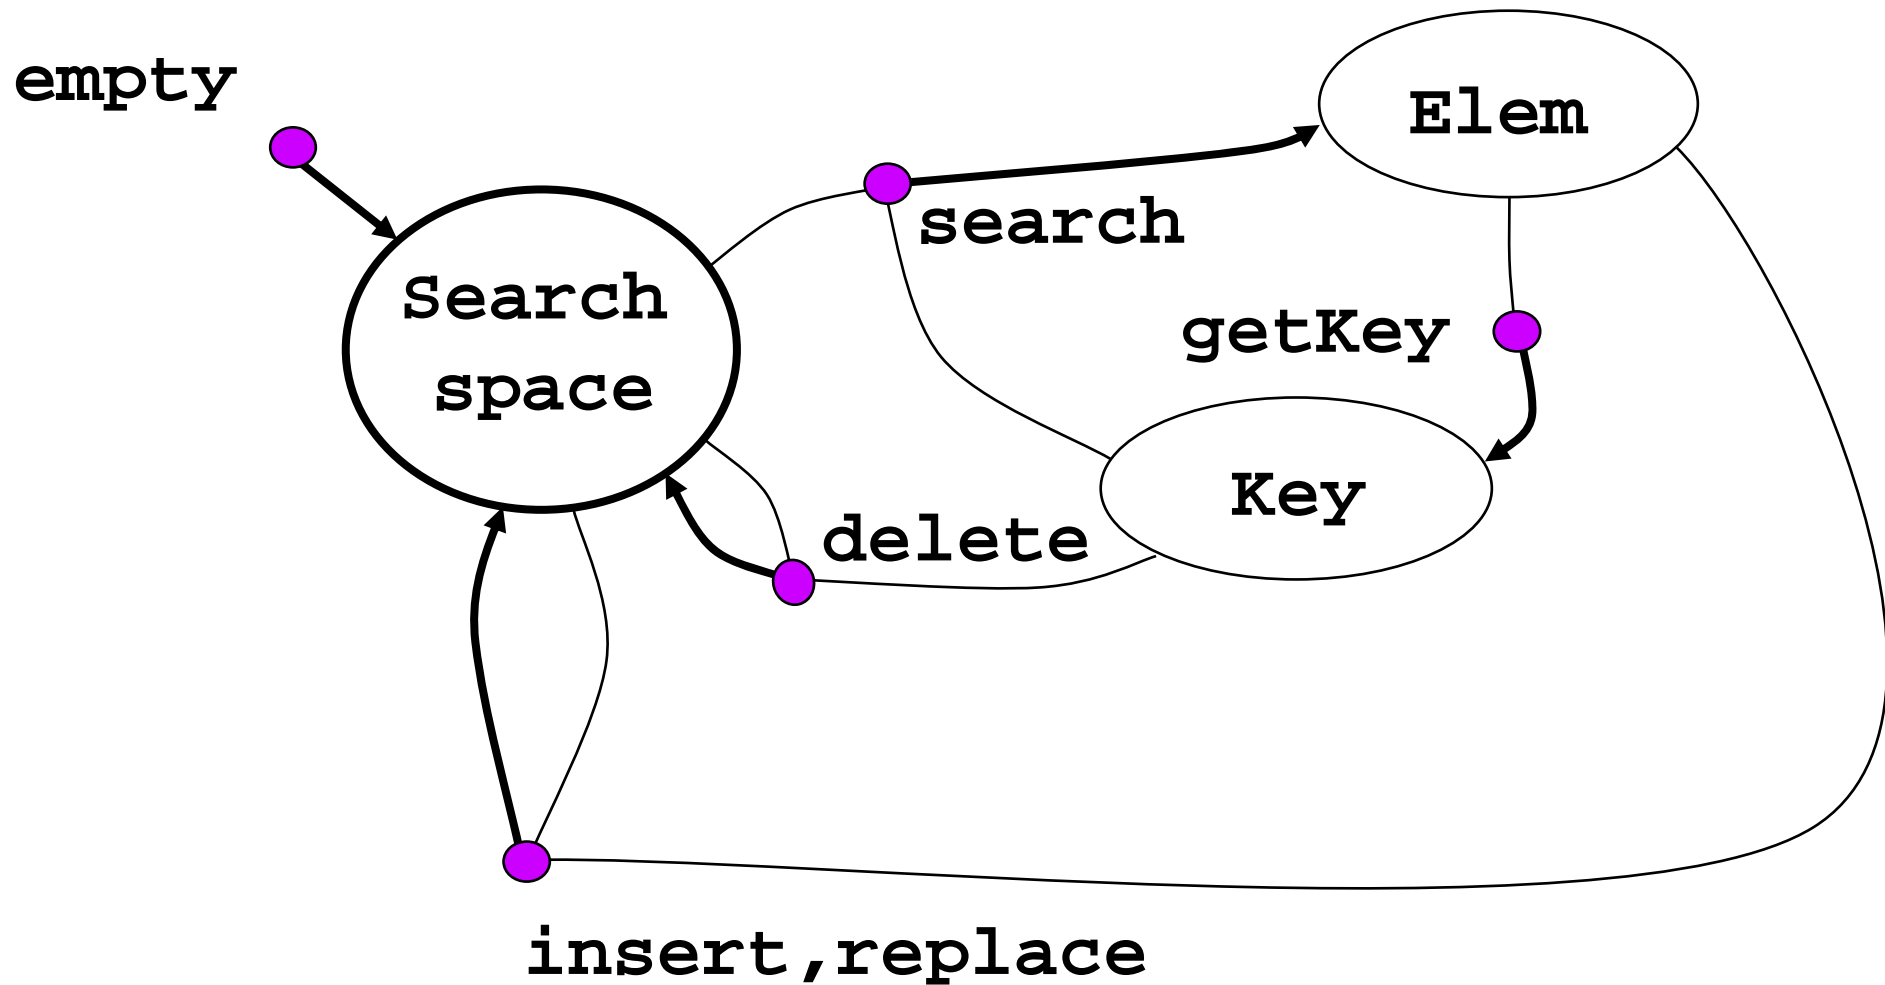 empty
Elem
search
Search
space
getKey
Key
delete
insert,replace